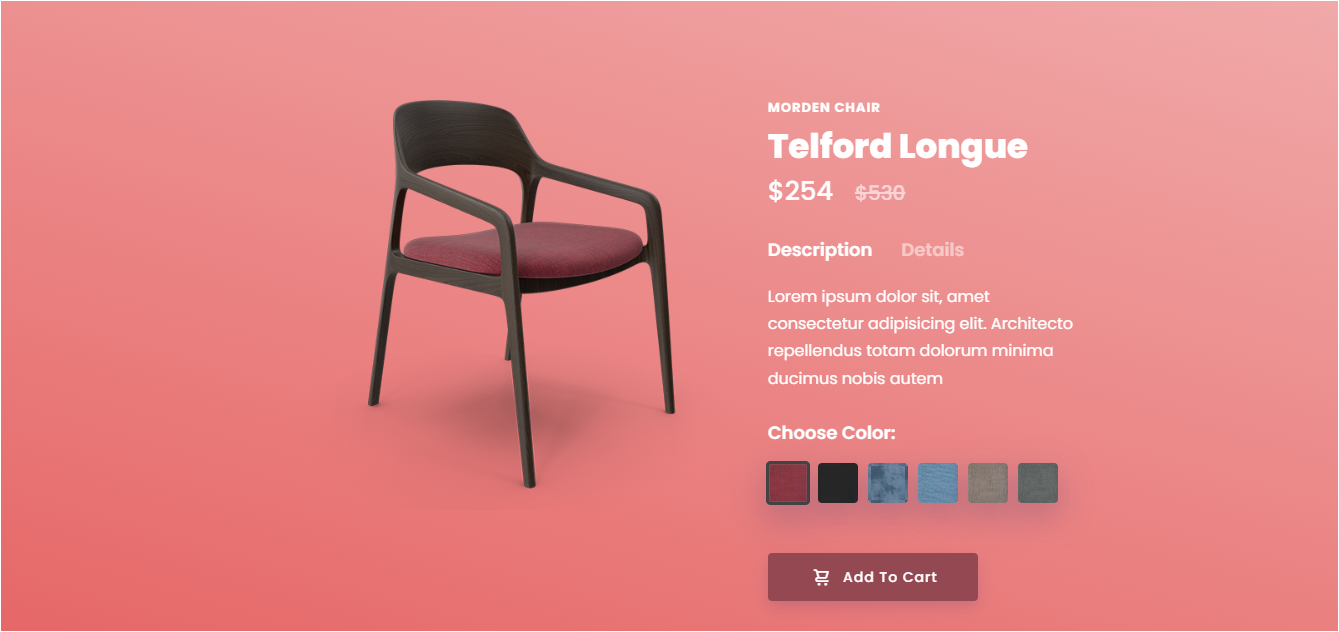 MORDEN CHAIR
Telford Longue
$254 $530
Description Details
Lorem ipsum dolor sit, amet
consectetur adipisicing elit. Architecto
repellendus totam dolorum minima
ducimus nobis autem
Choose Color:
Add To Cart